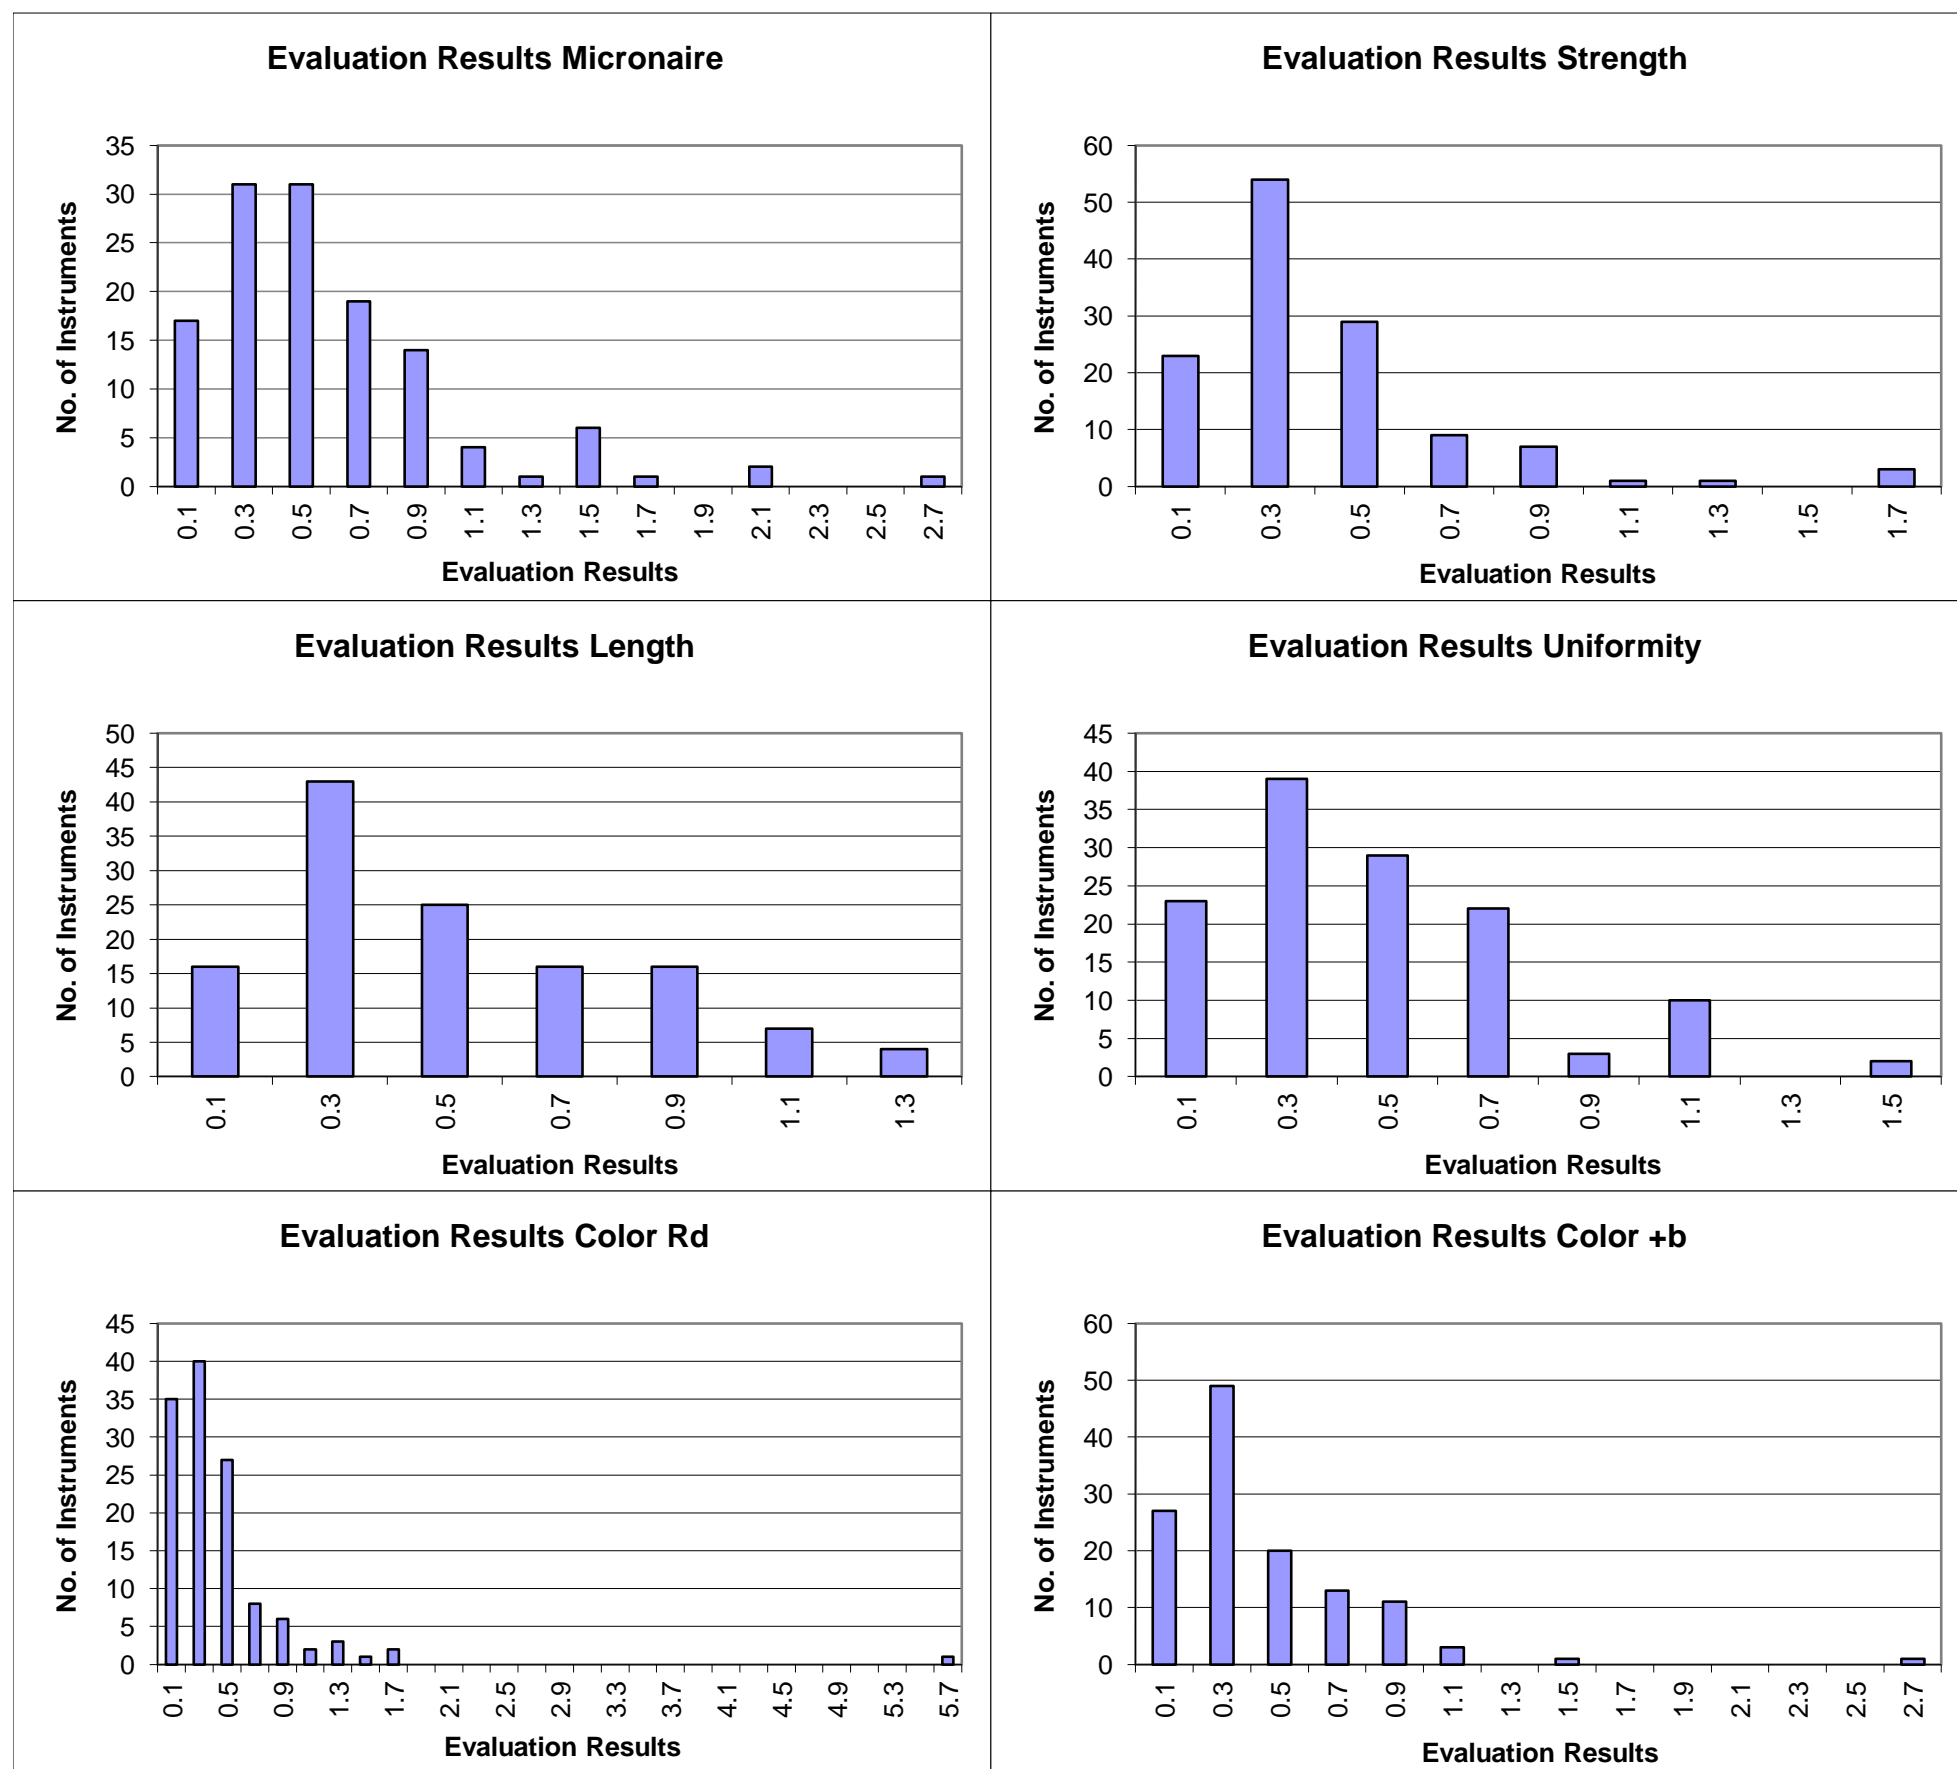 Evaluation Results Micronaire
No. of Instruments
35
30
25
20
15
10
5
0
0.1 0.3 0.5 0.7 0.9 1.1 1.3 1.5 1.7 1.9 2.1 2.3 2.5 2.7
Evaluation Results
Evaluation Results Strength
No. of Instruments
60
50
40
30
20
10
0
0.1 0.3 0.5 0.7 0.9 1.1 1.3 1.5 1.7
Evaluation Results
Evaluation Results Length
No. of Instruments
50
45
40
35
30
25
20
15
10
5
0
0.1 0.3 0.5 0.7 0.9 1.1 1.3
Evaluation Results
Evaluation Results Uniformity
No. of Instruments
45
40
35
30
25
20
15
10
5
0
0.1 0.3 0.5 0.7 0.9 1.1 1.3 1.5
Evaluation Results
Evaluation Results Color Rd
No. of Instruments
45
40
35
30
25
20
15
10
5
0
0.1 0.5 0.9 1.3 1.7 2.1 2.5 2.9 3.3 3.7 4.1 4.5 4.9 5.3 5.7
Evaluation Results
Evaluation Results Color +b
No. of Instruments
60
50
40
30
20
10
0
0.1 0.3 0.5 0.7 0.9 1.1 1.3 1.5 1.7 1.9 2.1 2.3 2.5 2.7
Evaluation Results